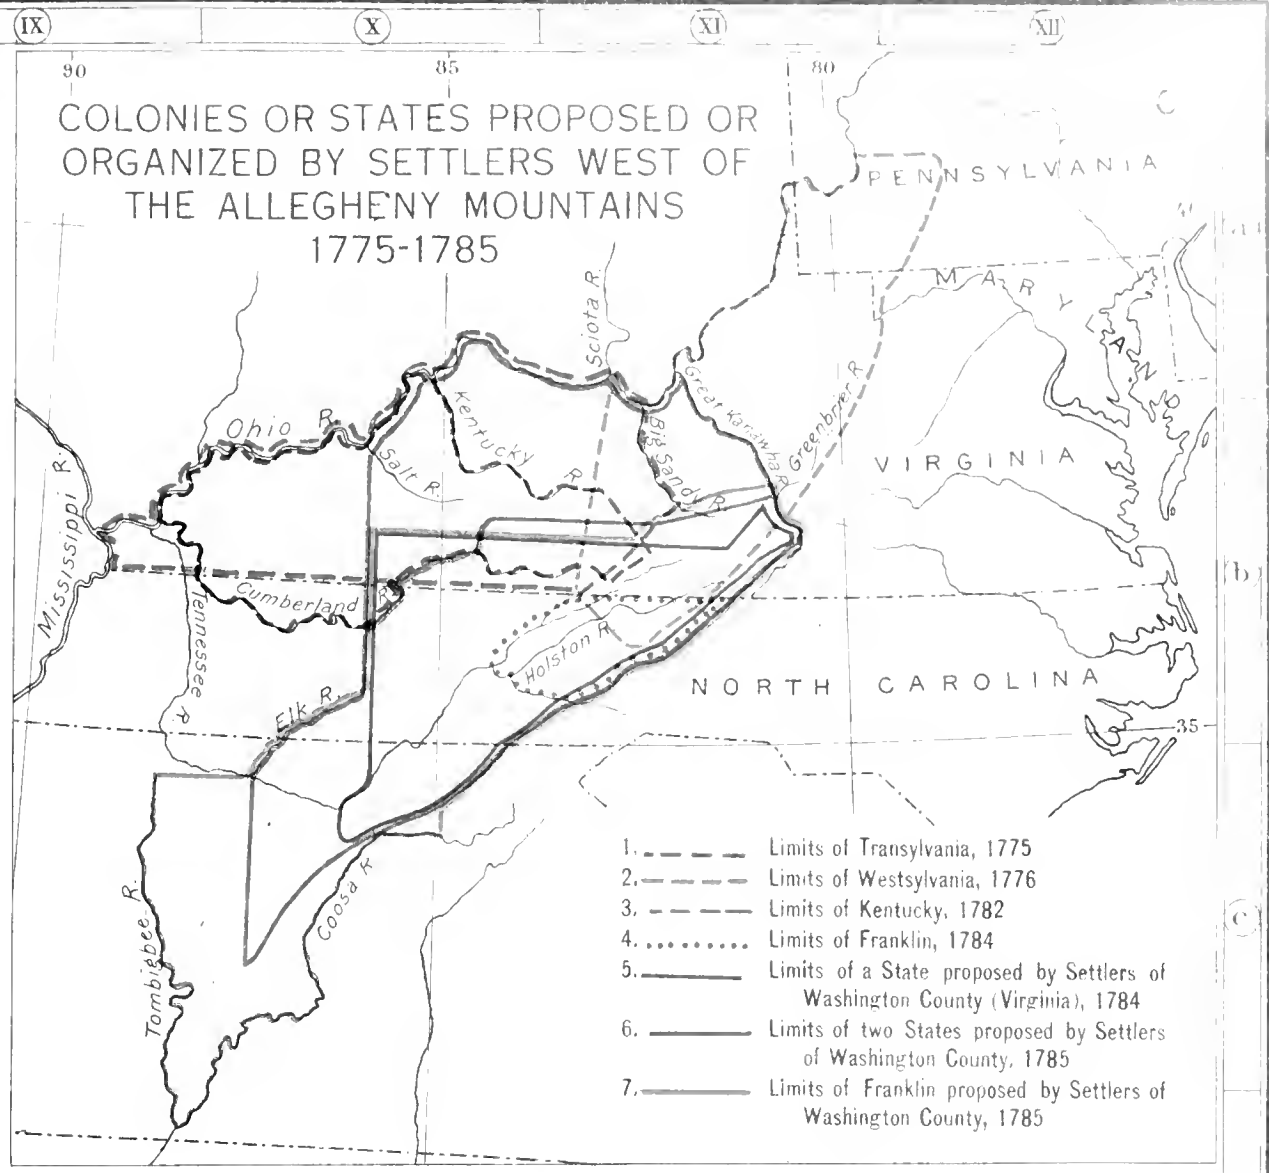 IX X XI XII
90 85 80
COLONIES OR STATES PROPOSED OR
ORGANIZED BY SETTLERS WEST OF
THE ALLEGHENY MOUNTAINS
1775-1785
C
PENNSYLVANIA
(a)
MARYLAND
Sciota R.
Great Kanawha R.
Greenbrier R.
Ohio R.
Kentucky R.
Big Sandy R.
Salt R.
VIRGINIA
Mississippi R.
(b)
Cumberland R.
Tennessee R.
Holston R.
NORTH CAROLINA
Elk R.
35
Coosa R
Tombigbee R.
(c)
1. Limits of Transylvania, 1775
2. Limits of Westsylvania, 1776
3. Limits of Kentucky, 1782
4. Limits of Franklin, 1784
5. Limits of a State proposed by Settlers of
Washington County (Virginia), 1784
6. Limits of two States proposed by Settlers
of Washington County, 1785
7. Limits of Franklin proposed by Settlers of
Washington County, 1785